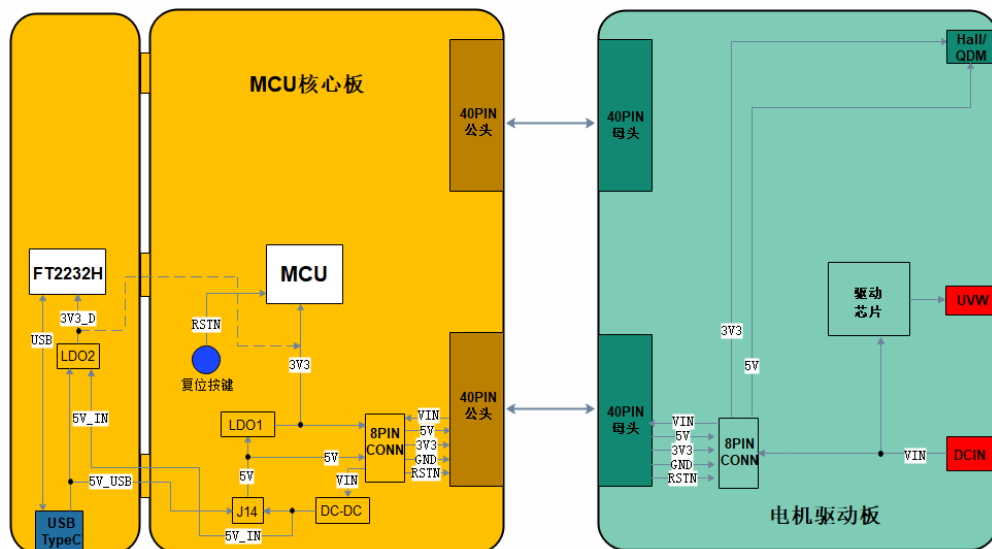 MCU核心板
40PIN
公头
FT2232H
3V3_D
USB
LDO2
5V_IN
5V_USB
USB
TypeC
MCU
RSTN
复位按键
3V3
LDO1
5V
5V
J14
5V_IN
DC-DC
VIN
8PIN
CONN
VIN
5V
3V3
GND
RSTN
40PIN
公头
40PIN
母头
Hall/
QDM
3V3
5V
驱动
芯片
UVW
40PIN
母头
VIN
5V
3V3
GND
RSTN
8PIN
CONN
VIN
DCIN
电机驱动板